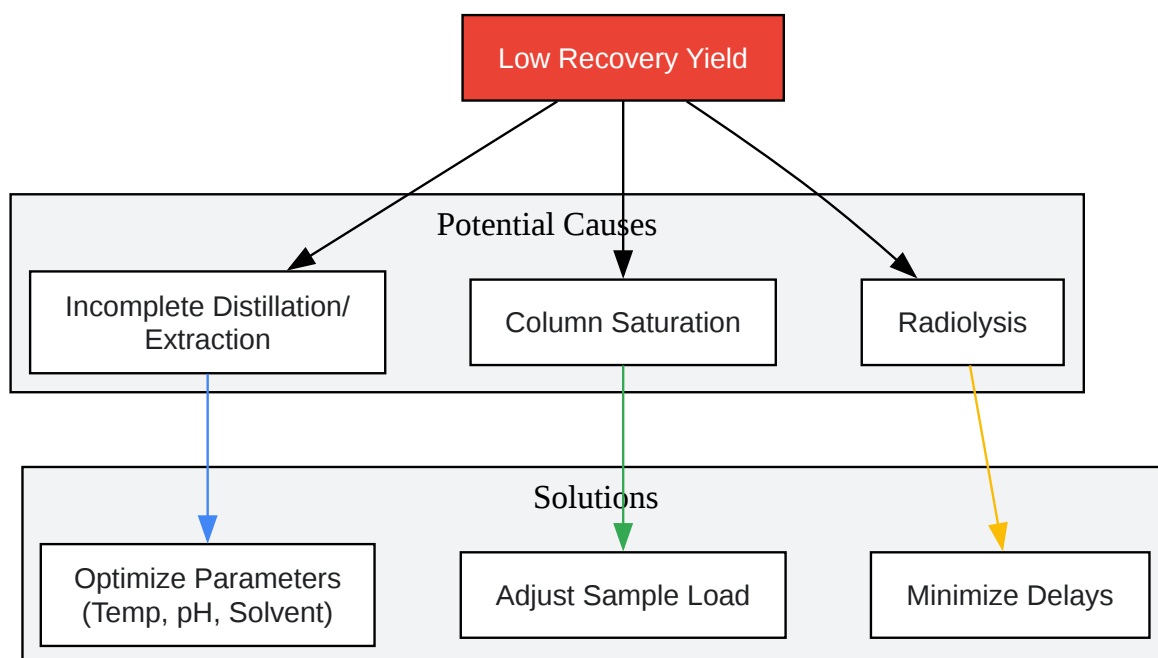 Low Recovery Yield
Potential Causes
Incomplete Distillation/
Extraction
Column Saturation
Radiolysis
Solutions
Optimize Parameters
(Temp, pH, Solvent)
Adjust Sample Load
Minimize Delays